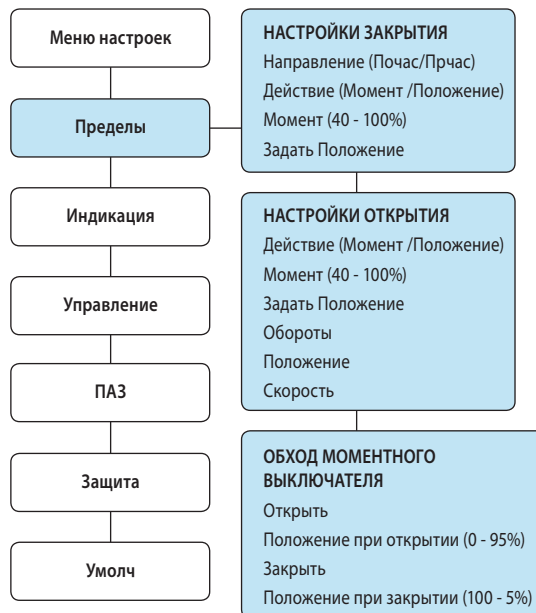 Меню настроек
Пределы
Индикация
Управление
ПАЗ
Защита
Умолч
НАСТРОЙКИ ЗАКРЫТИЯ
Направление (Почас/Прчас)
Действие (Момент /Положение)
Момент (40 - 100%)
Задать Положение
НАСТРОЙКИ ОТКРЫТИЯ
Действие (Момент /Положение)
Момент (40 - 100%)
Задать Положение
Обороты
Положение
Скорость
ОБХОД МОМЕНТНОГО
ВЫКЛЮЧАТЕЛЯ
Открыть
Положение при открытии (0 - 95%)
Закрыть
Положение при закрытии (100 - 5%)